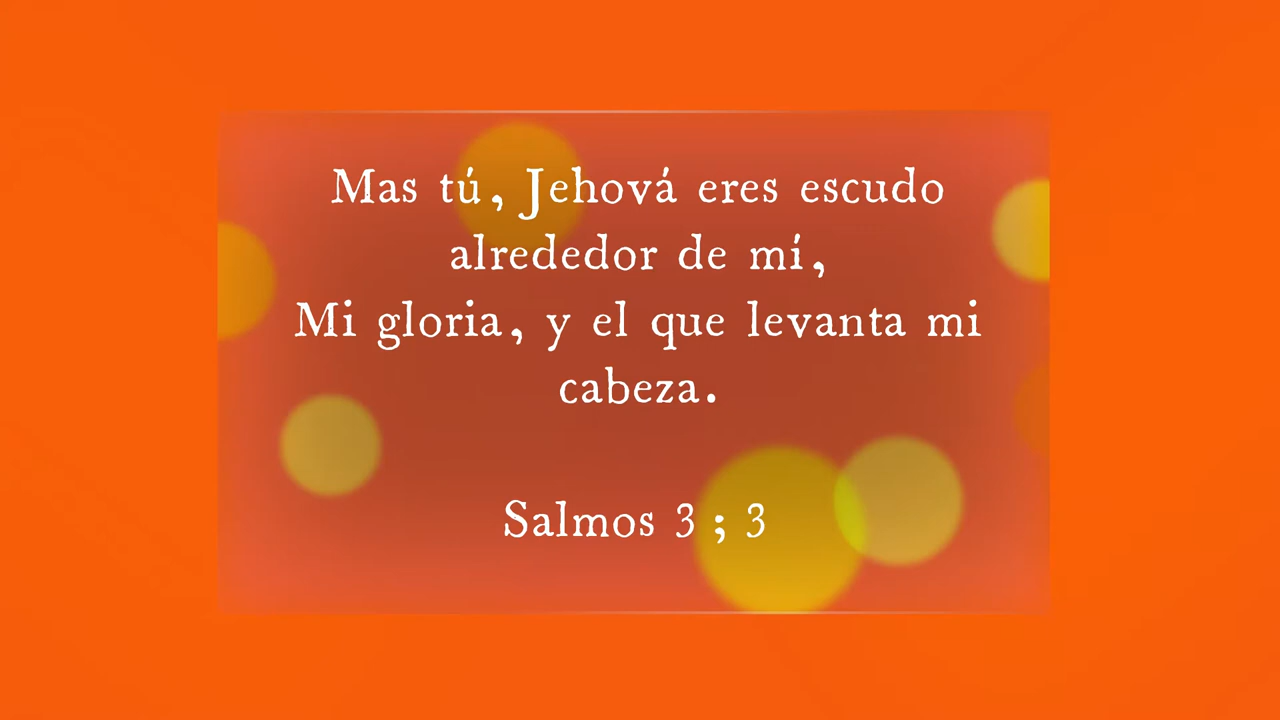 Mas tú, Jehová eres escudo
alrededor de mí,
Mi gloria, y el que levanta mi
cabeza.
Salmos 3 ; 3